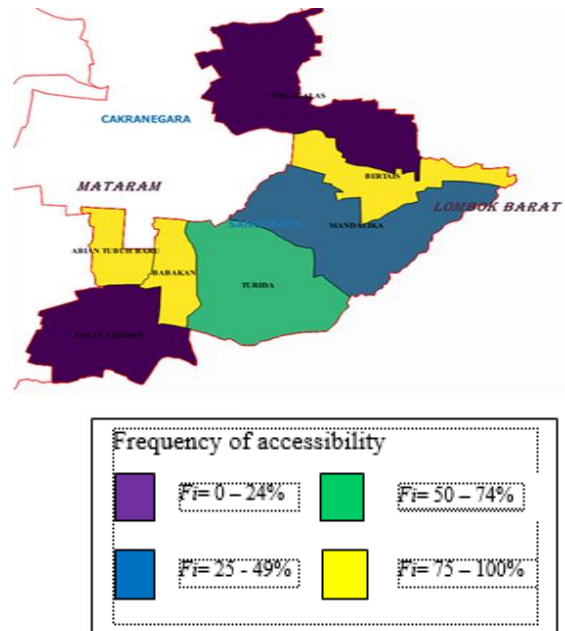 CAKRANEGARA
BERTAIS
MATARAM
LOMBOK BARAT
MANDALIKA
ABIAN TUBUH BARU
BABAKAN
TURIDA
Frequency of accessibility
Fi= 0 – 24%
Fi= 50 – 74%
Fi= 25 - 49%
Fi= 75 – 100%